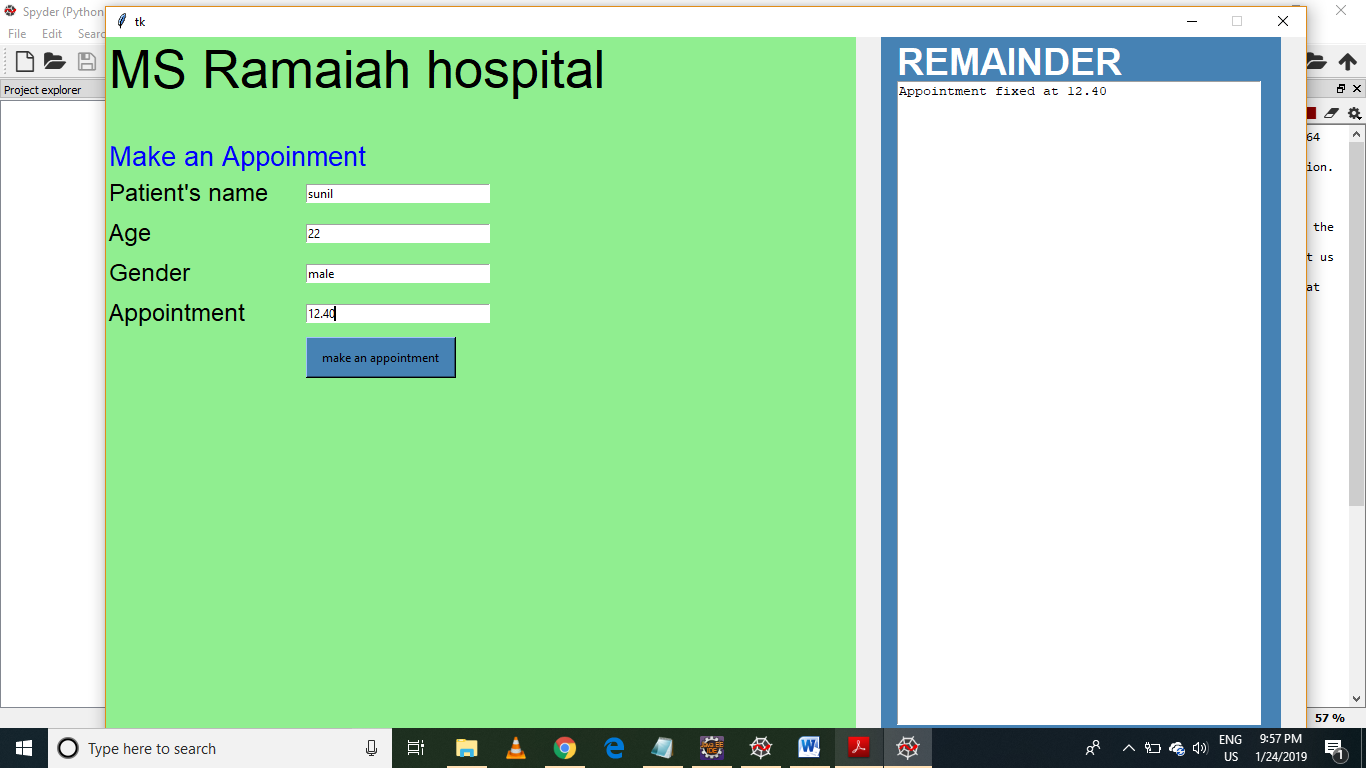 Spyder (Python
tk
File Edit Searc
Project explorer
MS Ramaiah hospital
Make an Appoinment
Patient's name sunil
Age 22
Gender male
Appointment 12.40
make an appointment
REMAINDER
Appointment fixed at 12.40
64
ion.
the
t us
at
57 %
Type here to search
ENG
US
9:57 PM
1/24/2019
1